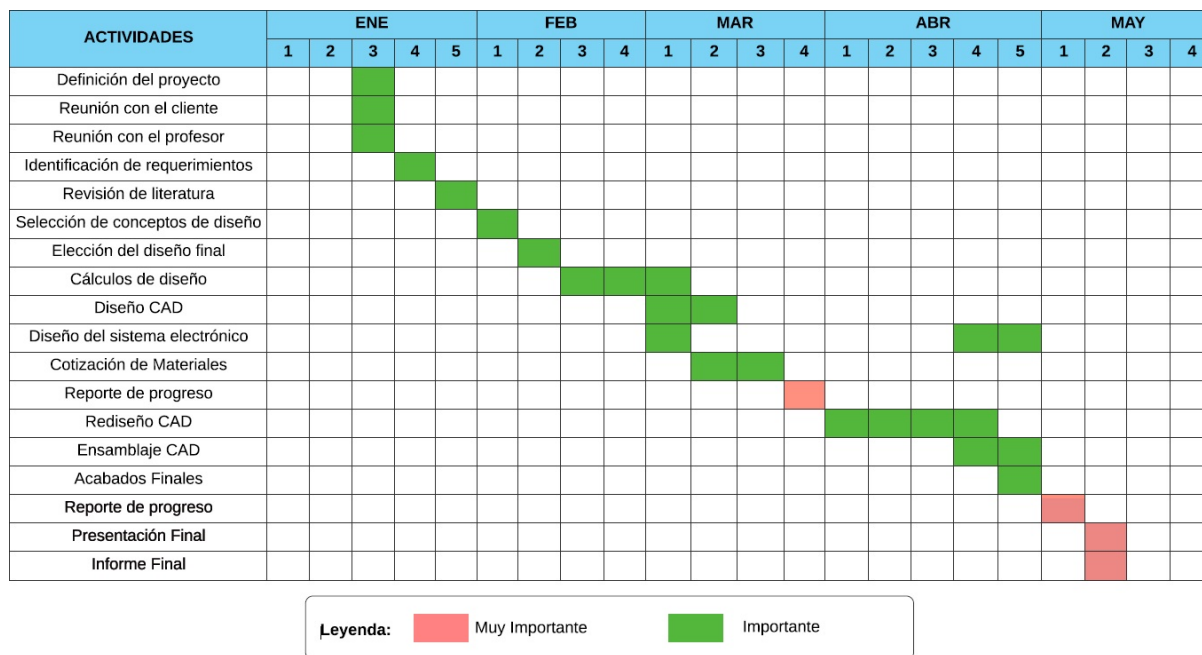 ACTIVIDADES ENE FEB MAR ABR MAY
1 2 3 4 5 1 2 3 4 1 2 3 4 1 2 3 4 5 1 2 3 4
Definición del proyecto
Reunión con el cliente
Reunión con el profesor
Identificación de requerimientos
Revisión de literatura
Selección de conceptos de diseño
Elección del diseño final
Cálculos de diseño
Diseño CAD
Diseño del sistema electrónico
Cotización de Materiales
Reporte de progreso
Rediseño CAD
Ensamblaje CAD
Acabados Finales
Reporte de progreso
Presentación Final
Informe Final
Leyenda: Muy Importante Importante